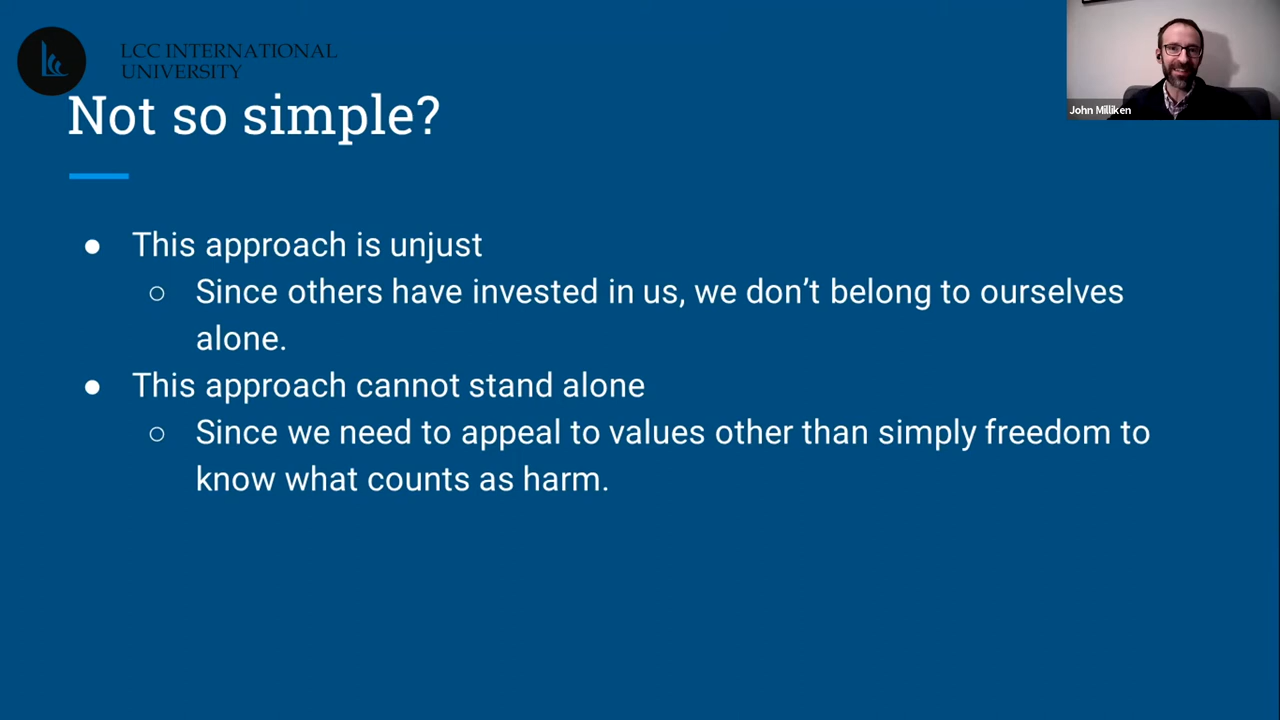 LCC INTERNATIONAL
UNIVERSITY
Not so simple?
John Milliken
● This approach is unjust
○ Since others have invested in us, we don’t belong to ourselves
alone.
● This approach cannot stand alone
○ Since we need to appeal to values other than simply freedom to
know what counts as harm.